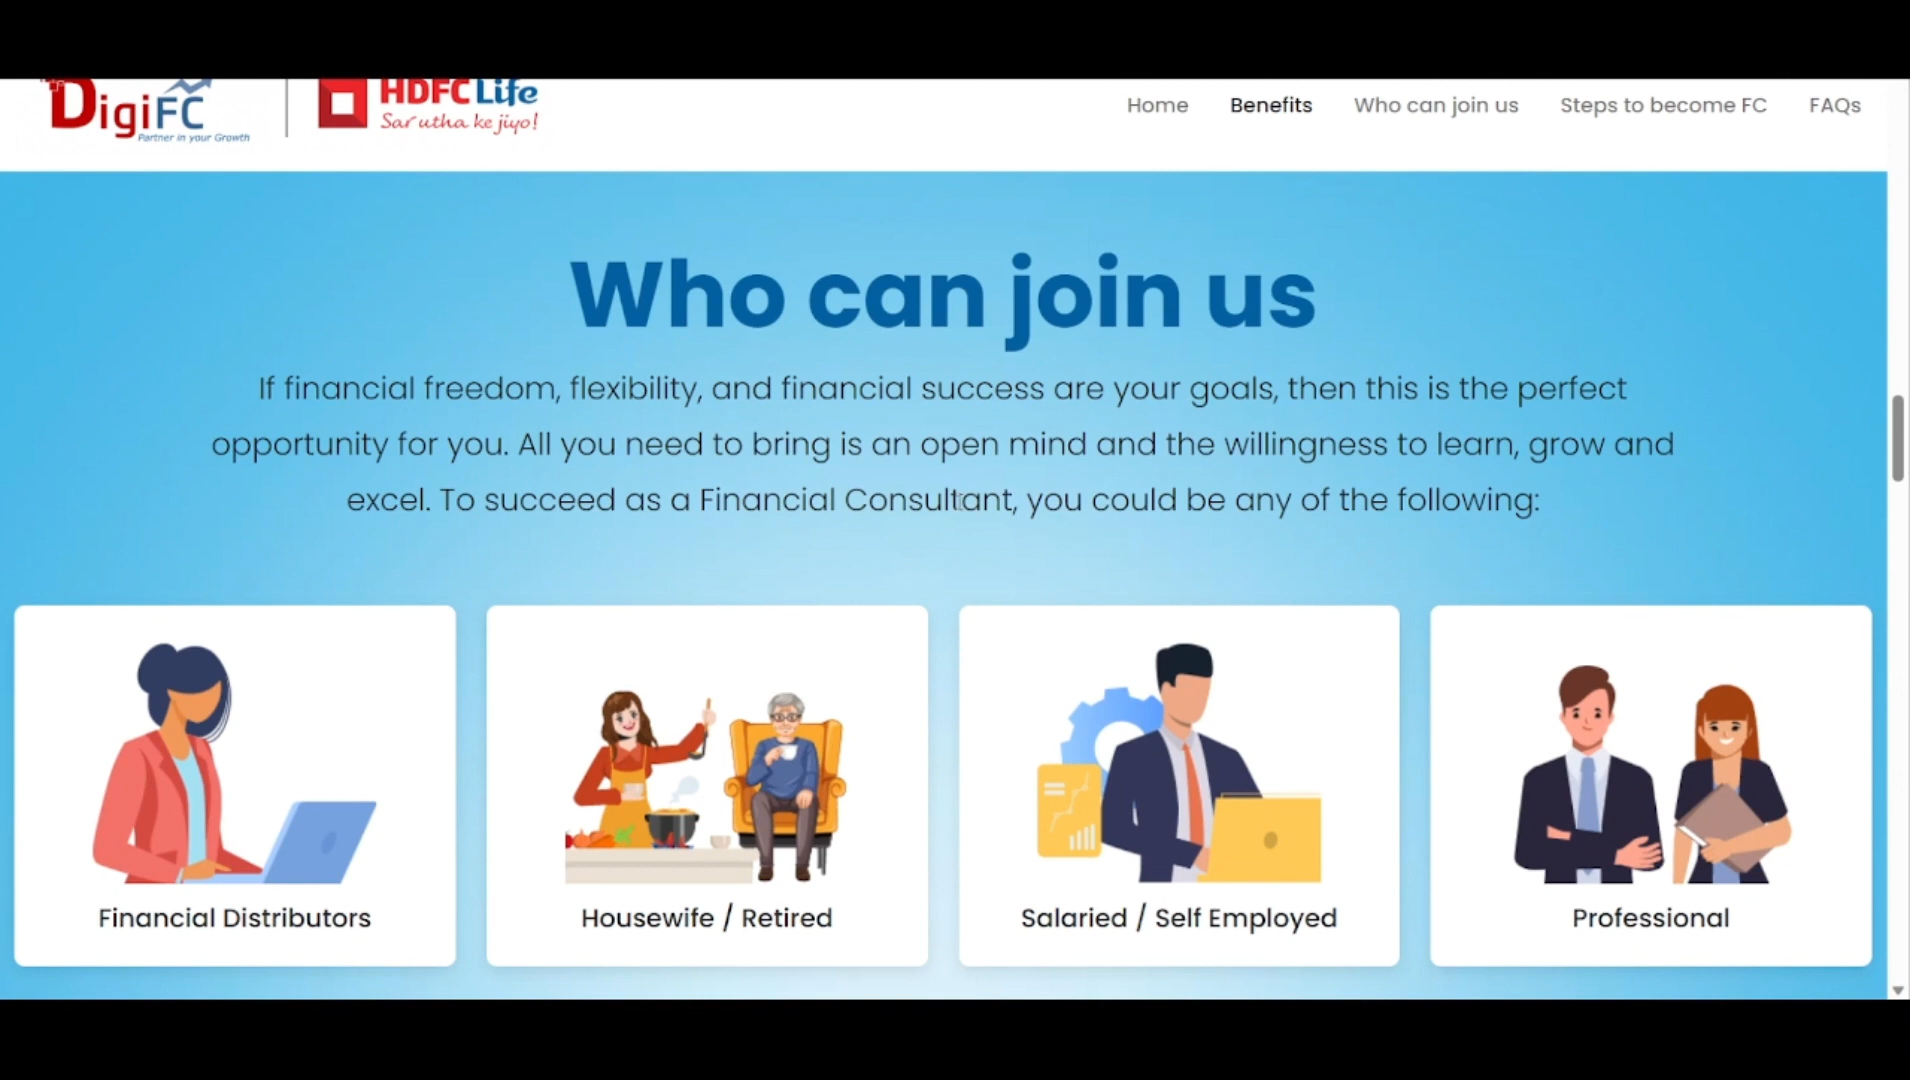 DigiFC
Partner in your Growth
HDFC Life
Sar utha ke jiyo!
Home Benefits Who can join us Steps to become FC FAQs
Who can join us
If financial freedom, flexibility, and financial success are your goals, then this is the perfect
opportunity for you. All you need to bring is an open mind and the willingness to learn, grow and
excel. To succeed as a Financial Consultant, you could be any of the following:
Financial Distributors
Housewife / Retired
Salaried / Self Employed
Professional